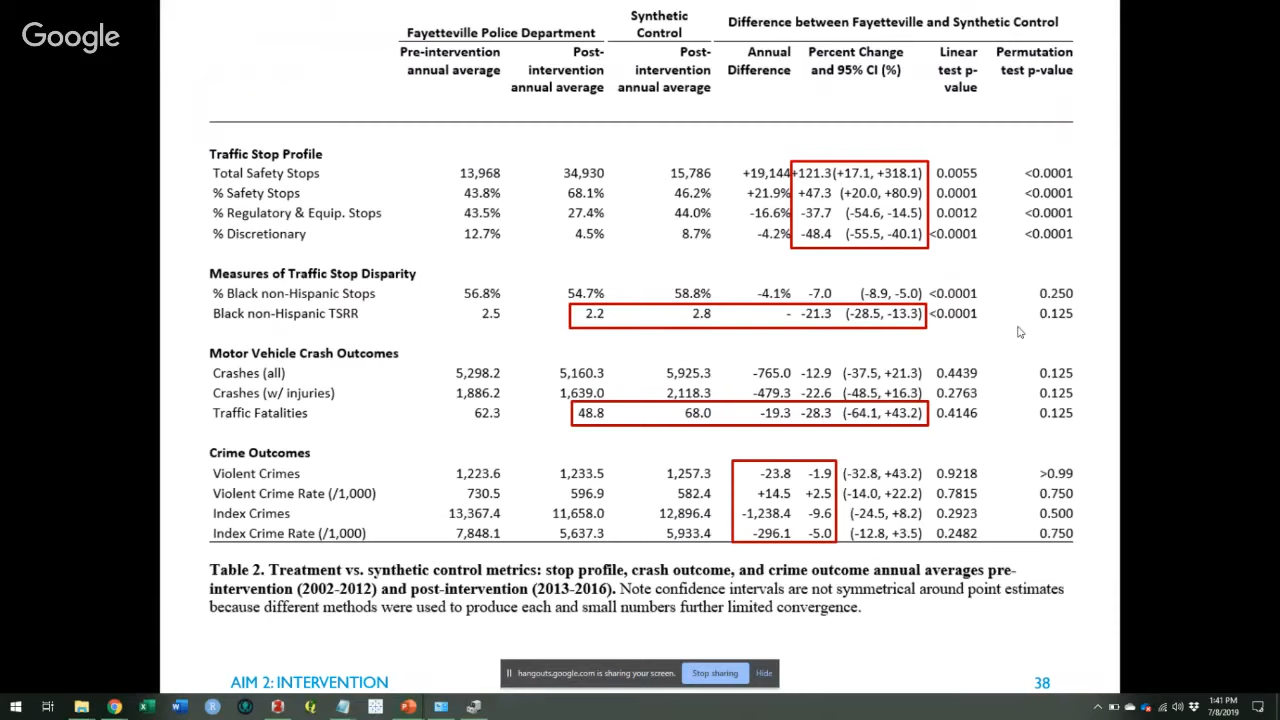 Google
Fayetteville Police Department
Synthetic Control
Difference between Fayetteville and Synthetic Control
Pre-intervention annual average
Post-intervention annual average
Post-intervention annual average
Annual Difference
Percent Change and 95% CI (%)
Linear test p-value
Permutation test p-value
Traffic Stop Profile
Total Safety Stops 13,968 34,930 15,786 +19,144 +121.3 (+17.1, +318.1) 0.0055 <0.0001
% Safety Stops 43.8% 68.1% 46.2% +21.9% +47.3 (+20.0, +80.9) 0.0001 <0.0001
% Regulatory & Equip. Stops 43.5% 27.4% 44.0% -16.6% -37.7 (-54.6, -14.5) 0.0012 <0.0001
% Discretionary 12.7% 4.5% 8.7% -4.2% -48.4 (-55.5, -40.1) <0.0001 <0.0001
Measures of Traffic Stop Disparity
% Black non-Hispanic Stops 56.8% 54.7% 58.8% -4.1% -7.0 (-8.9, -5.0) <0.0001 0.250
Black non-Hispanic TSRR 2.5 2.2 2.8 - -21.3 (-28.5, -13.3) <0.0001 0.125
Motor Vehicle Crash Outcomes
Crashes (all) 5,298.2 5,160.3 5,925.3 -765.0 -12.9 (-37.5, +21.3) 0.4439 0.125
Crashes (w/ injuries) 1,886.2 1,639.0 2,118.3 -479.3 -22.6 (-48.5, +16.3) 0.2763 0.125
Traffic Fatalities 62.3 48.8 68.0 -19.3 -28.3 (-64.1, +43.2) 0.4146 0.125
Crime Outcomes
Violent Crimes 1,223.6 1,233.5 1,257.3 -23.8 -1.9 (-32.8, +43.2) 0.9218 >0.99
Violent Crime Rate (/1,000) 730.5 596.9 582.4 +14.5 +2.5 (-14.0, +22.2) 0.7815 0.750
Index Crimes 13,367.4 11,658.0 12,896.4 -1,238.4 -9.6 (-24.5, +8.2) 0.2923 0.500
Index Crime Rate (/1,000) 7,848.1 5,637.3 5,933.4 -296.1 -5.0 (-12.8, +3.5) 0.2482 0.750
Table 2. Treatment vs. synthetic control metrics: stop profile, crash outcome, and crime outcome annual averages pre-
intervention (2002-2012) and post-intervention (2013-2016). Note confidence intervals are not symmetrical around point estimates
because different methods were used to produce each and small numbers further limited convergence.
hangouts.google.com is sharing your screen. Stop sharing Hide
AIM 2: INTERVENTION 38
1:41 PM
7/8/2019